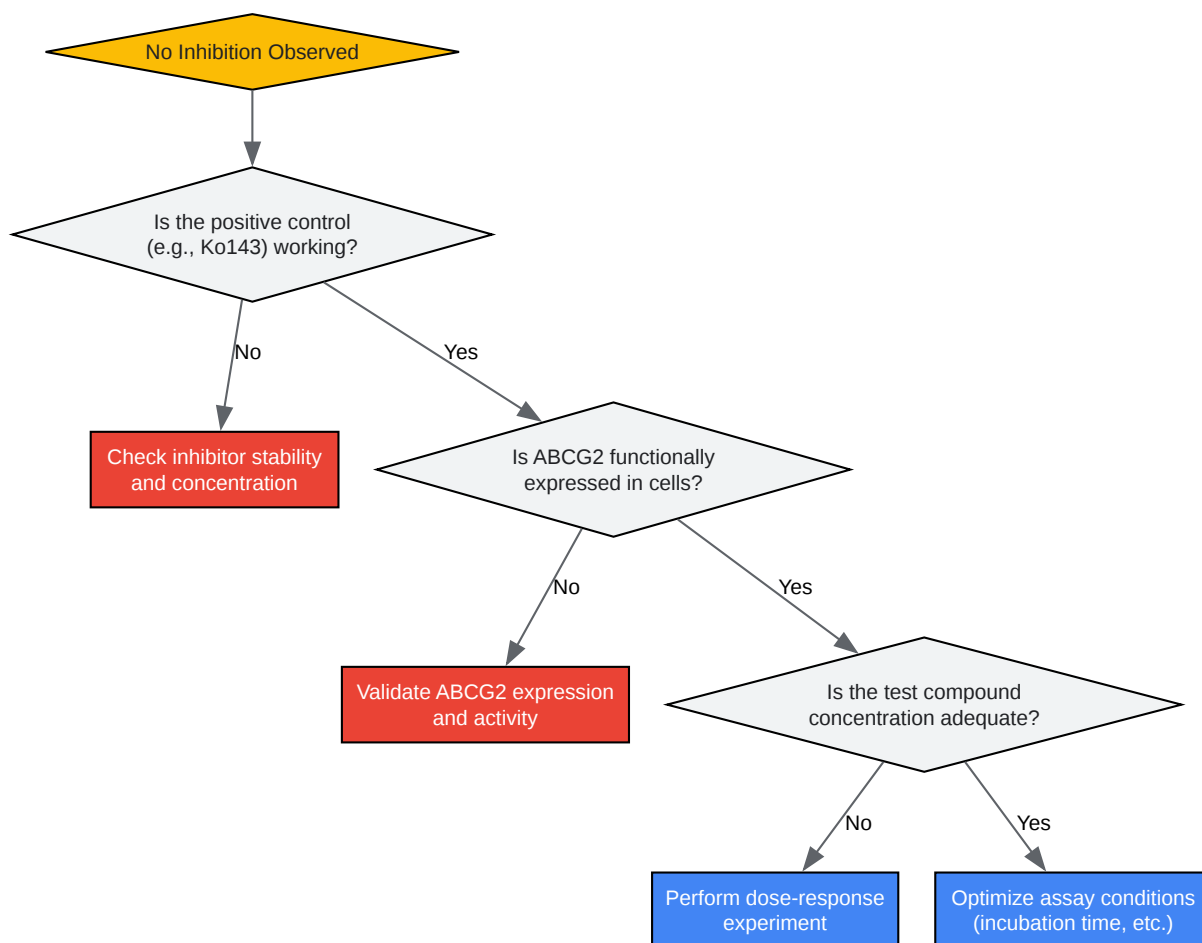 No Inhibition Observed
Is the positive control
(e.g., Ko143) working?
No
Yes
Check inhibitor stability
and concentration
Is ABCG2 functionally
expressed in cells?
No
Yes
Validate ABCG2 expression
and activity
Is the test compound
concentration adequate?
No
Yes
Perform dose-response
experiment
Optimize assay conditions
(incubation time, etc.)